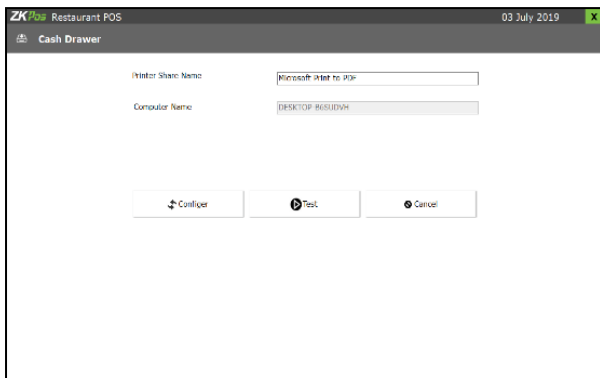 ZKPos Restaurant POS 03 July 2019 X
Cash Drawer
Printer Share Name Microsoft Print to PDF
Computer Name DESKTOP-B6SUDVH
Configer Test Cancel